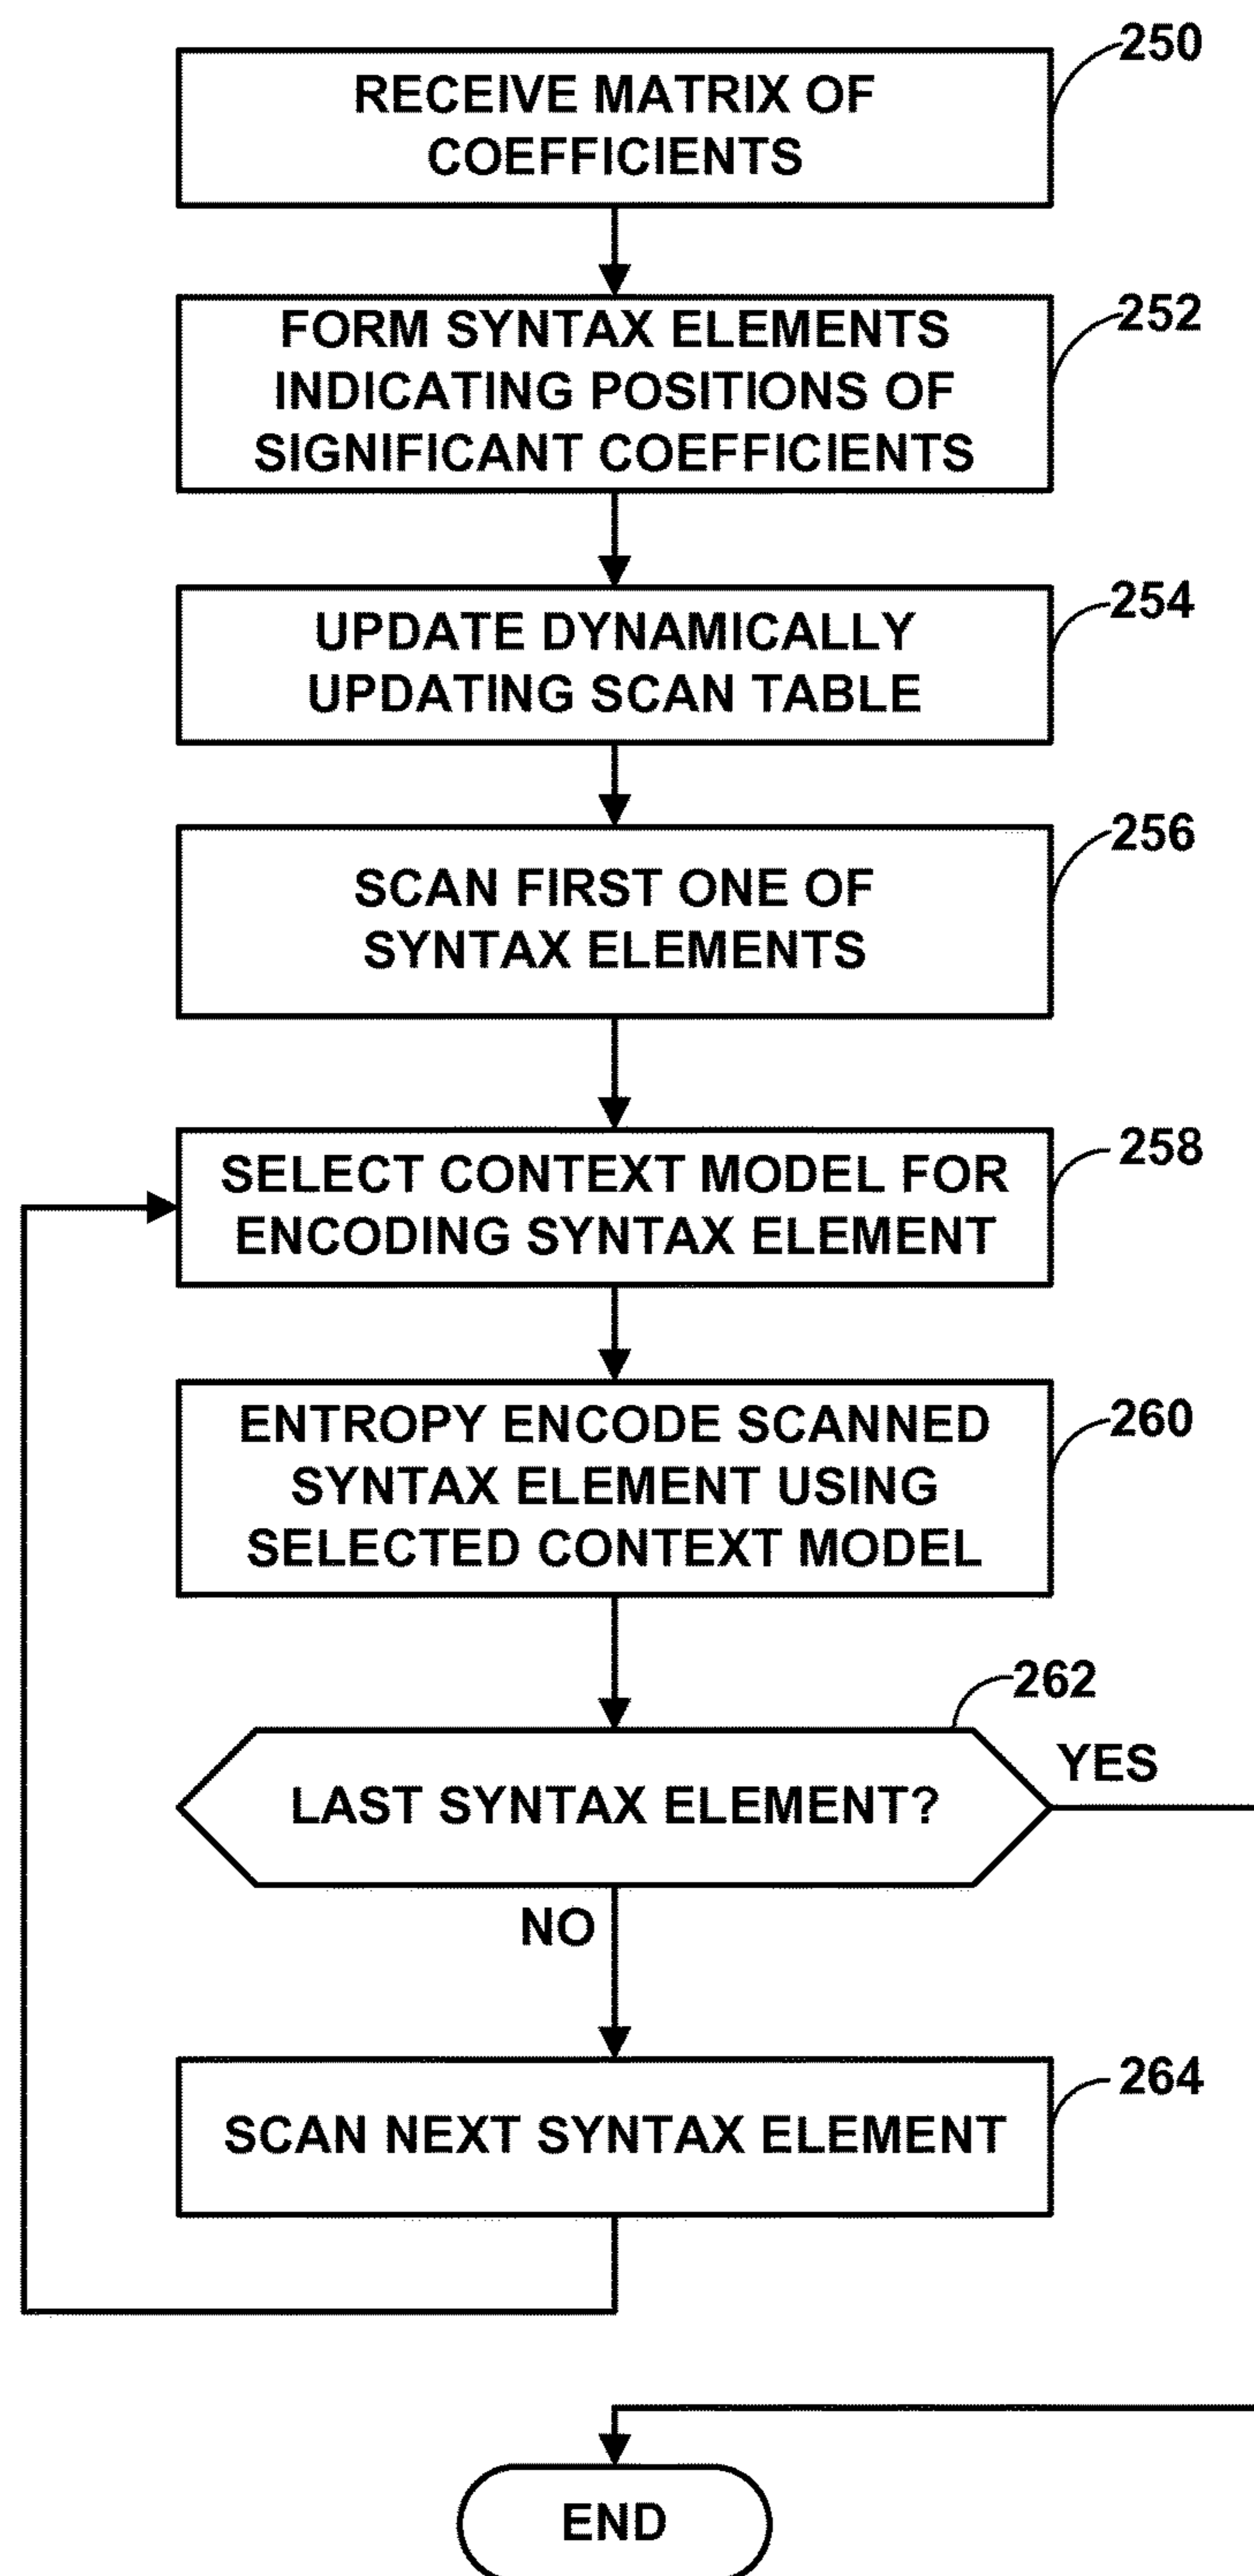 250
RECEIVE MATRIX OF
COEFFICIENTS
252
FORM SYNTAX ELEMENTS
INDICATING POSITIONS OF
SIGNIFICANT COEFFICIENTS
254
UPDATE DYNAMICALLY
UPDATING SCAN TABLE
256
SCAN FIRST ONE OF
SYNTAX ELEMENTS
258
SELECT CONTEXT MODEL FOR
ENCODING SYNTAX ELEMENT
260
ENTROPY ENCODE SCANNED
SYNTAX ELEMENT USING
SELECTED CONTEXT MODEL
262
YES
LAST SYNTAX ELEMENT?
NO
264
SCAN NEXT SYNTAX ELEMENT
END